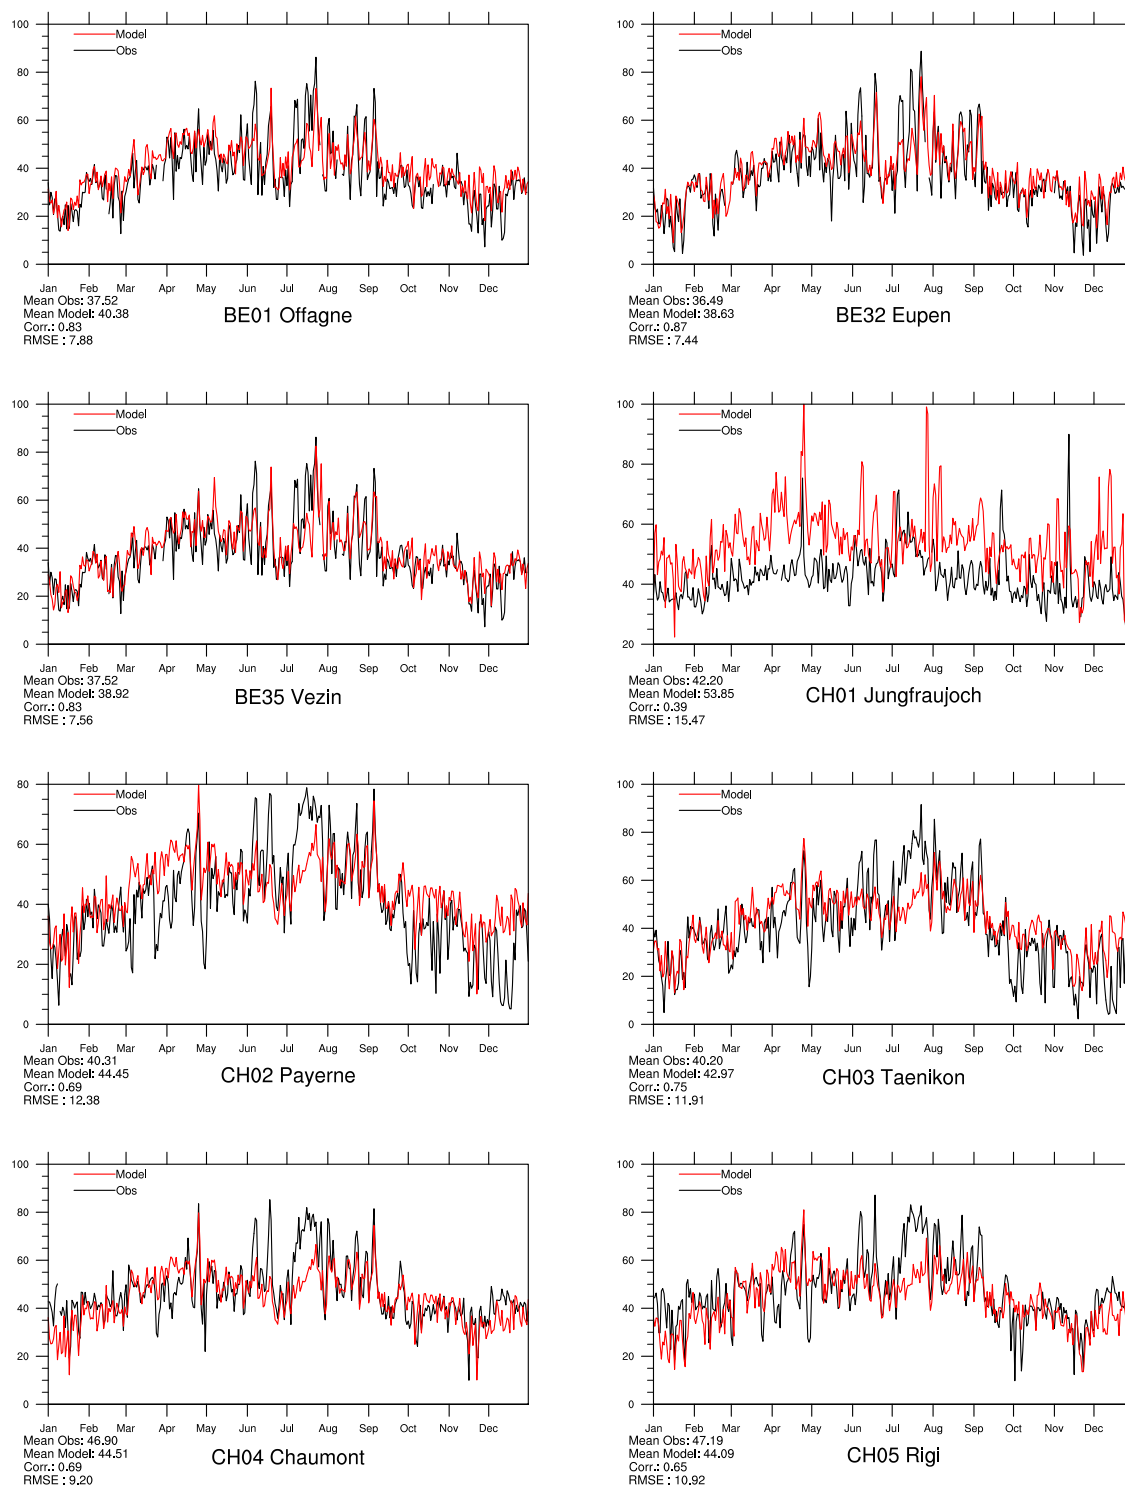 100
80
60
40
20
0
Model
Obs
Jan Feb Mar Apr May Jun Jul Aug Sep Oct Nov Dec
Mean Obs: 37.52
Mean Model: 40.38
Corr.: 0.83
RMSE : 7.88
BE01 Offagne
100
80
60
40
20
0
Model
Obs
Jan Feb Mar Apr May Jun Jul Aug Sep Oct Nov Dec
Mean Obs: 36.49
Mean Model: 38.63
Corr.: 0.87
RMSE : 7.44
BE32 Eupen
100
80
60
40
20
0
Model
Obs
Jan Feb Mar Apr May Jun Jul Aug Sep Oct Nov Dec
Mean Obs: 37.52
Mean Model: 38.92
Corr.: 0.83
RMSE : 7.56
BE35 Vezin
100
80
60
40
20
Model
Obs
Jan Feb Mar Apr May Jun Jul Aug Sep Oct Nov Dec
Mean Obs: 42.20
Mean Model: 53.85
Corr.: 0.39
RMSE : 15.47
CH01 Jungfraujoch
80
60
40
20
0
Model
Obs
Jan Feb Mar Apr May Jun Jul Aug Sep Oct Nov Dec
Mean Obs: 40.31
Mean Model: 44.45
Corr.: 0.69
RMSE : 12.38
CH02 Payerne
100
80
60
40
20
0
Model
Obs
Jan Feb Mar Apr May Jun Jul Aug Sep Oct Nov Dec
Mean Obs: 40.20
Mean Model: 42.97
Corr.: 0.75
RMSE : 11.91
CH03 Taenikon
100
80
60
40
20
0
Model
Obs
Jan Feb Mar Apr May Jun Jul Aug Sep Oct Nov Dec
Mean Obs: 46.90
Mean Model: 44.51
Corr.: 0.69
RMSE : 9.20
CH04 Chaumont
100
80
60
40
20
0
Model
Obs
Jan Feb Mar Apr May Jun Jul Aug Sep Oct Nov Dec
Mean Obs: 47.19
Mean Model: 44.09
Corr.: 0.65
RMSE : 10.92
CH05 Rigi